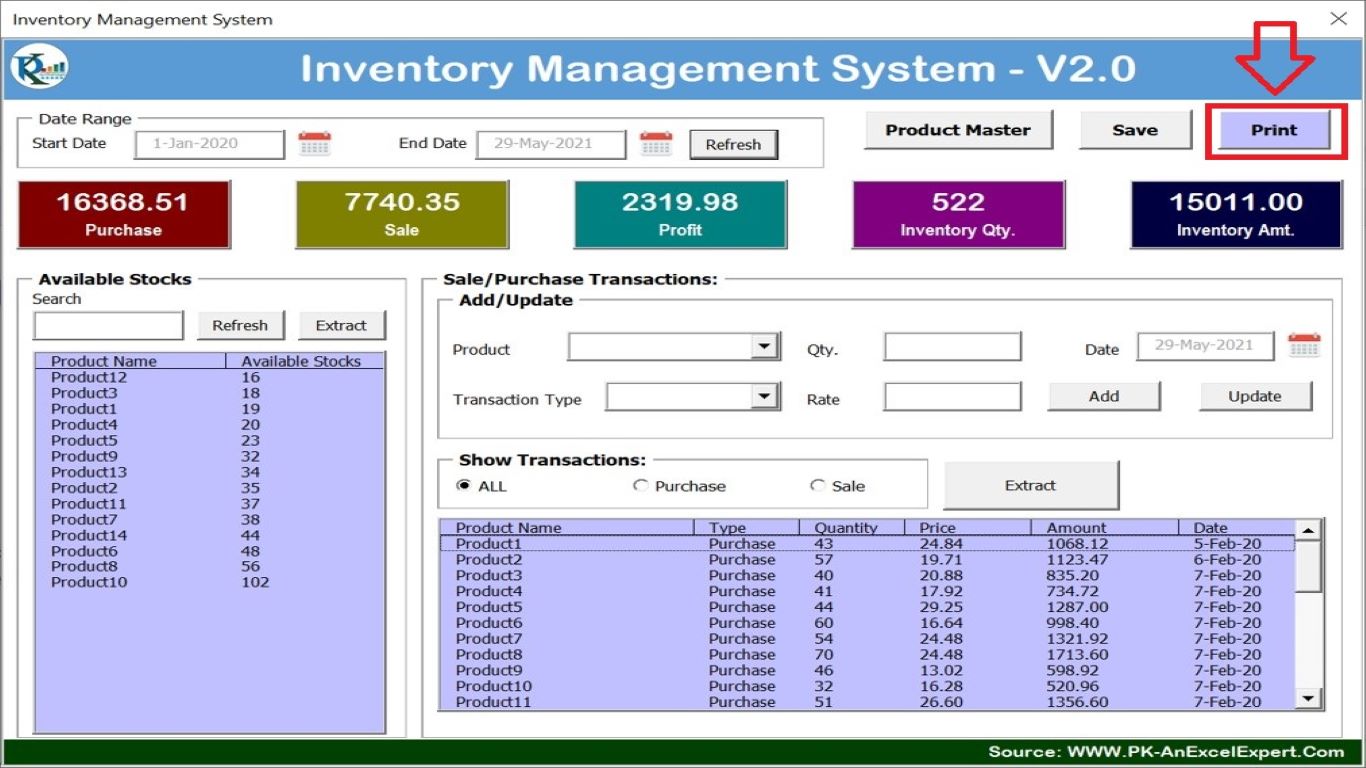 Inventory Management System
Inventory Management System - V2.0
Date Range
Start Date 1-Jan-2020 End Date 29-May-2021 Refresh
Product Master Save Print
16368.51 7740.35 2319.98 522 15011.00
Purchase Sale Profit Inventory Qty. Inventory Amt.
Available Stocks
Search
Refresh Extract
Product Name Available Stocks
Product12 16
Product3 18
Product1 19
Product4 20
Product5 23
Product9 32
Product13 34
Product2 35
Product11 37
Product7 38
Product14 44
Product6 48
Product8 56
Product10 102
Sale/Purchase Transactions:
Add/Update
Product Qty. Date 29-May-2021
Transaction Type Rate Add Update
Show Transactions:
ALL Purchase Sale Extract
Product Name Type Quantity Price Amount Date
Product1 Purchase 43 24.84 1068.12 5-Feb-20
Product2 Purchase 57 19.71 1123.47 6-Feb-20
Product3 Purchase 40 20.88 835.20 7-Feb-20
Product4 Purchase 41 17.92 734.72 7-Feb-20
Product5 Purchase 44 29.25 1287.00 7-Feb-20
Product6 Purchase 60 16.64 998.40 7-Feb-20
Product7 Purchase 54 24.48 1321.92 7-Feb-20
Product8 Purchase 70 24.48 1713.60 7-Feb-20
Product9 Purchase 46 13.02 598.92 7-Feb-20
Product10 Purchase 32 16.28 520.96 7-Feb-20
Product11 Purchase 51 26.60 1356.60 7-Feb-20
Source: WWW.PK-AnExcelExpert.Com